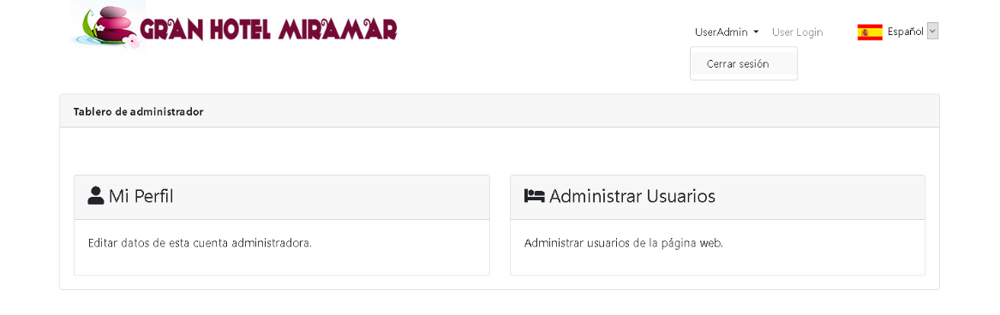 GRAN HOTEL MIRAMAR
UserAdmin User Login Español
Cerrar sesión
Tablero de administrador
Mi Perfil
Editar datos de esta cuenta administradora.
Administrar Usuarios
Administrar usuarios de la página web.